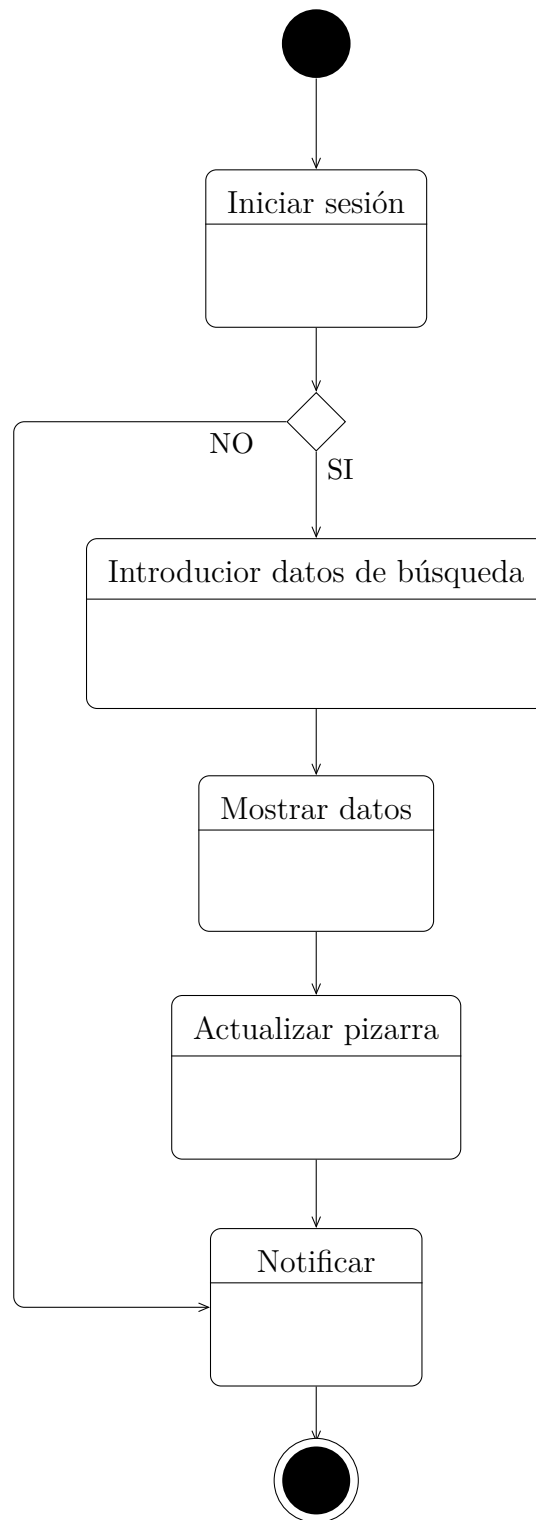 Iniciar sesión
NO
SI
Introducior datos de búsqueda
Mostrar datos
Actualizar pizarra
Notificar